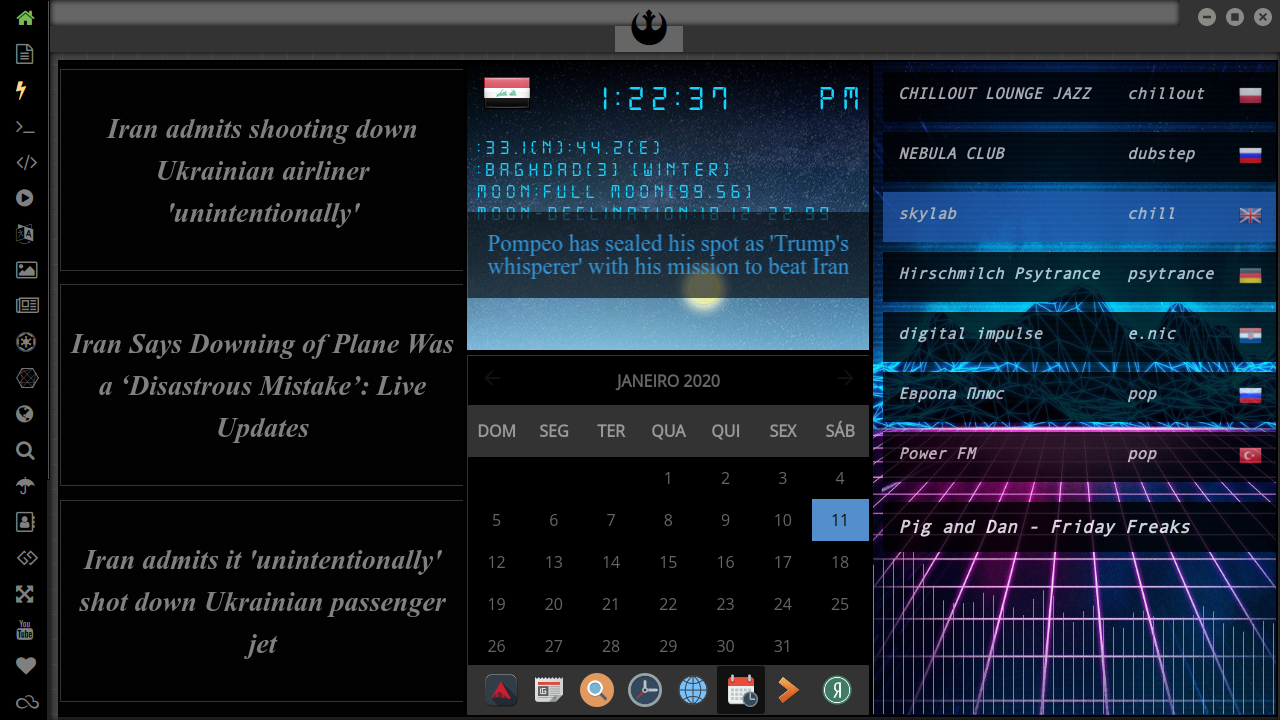 Iran admits shooting down
Ukrainian airliner
'unintentionally'
Iran Says Downing of Plane Was
a ‘Disastrous Mistake’: Live
Updates
Iran admits it 'unintentionally'
shot down Ukrainian passenger
jet
1:22:37 PM
:33.1(N):44.2(E)
:BAGHDAD[3] [WINTER]
MOON:FULL MOON[99.56]
Pompeo has sealed his spot as 'Trump's
whisperer' with his mission to beat Iran
JANEIRO 2020
DOM SEG TER QUA QUI SEX SÁB
1 2 3 4
5 6 7 8 9 10 11
12 13 14 15 16 17 18
19 20 21 22 23 24 25
26 27 28 29 30 31
CHILLOUT LOUNGE JAZZ chillout
NEBULA CLUB dubstep
skylab chill
Hirschmilch Psytrance psytrance
digital impulse e.nic
Европа Плюс pop
Power FM pop
Pig and Dan - Friday Freaks
You
Tube
Я